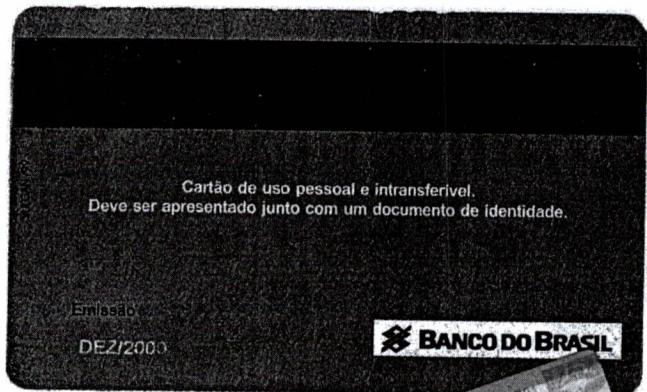 Cartão de uso pessoal e intransferível.
Deve ser apresentado junto com um documento de identidade.
Emissão
DEZ/2000
BANCO DO BRASIL